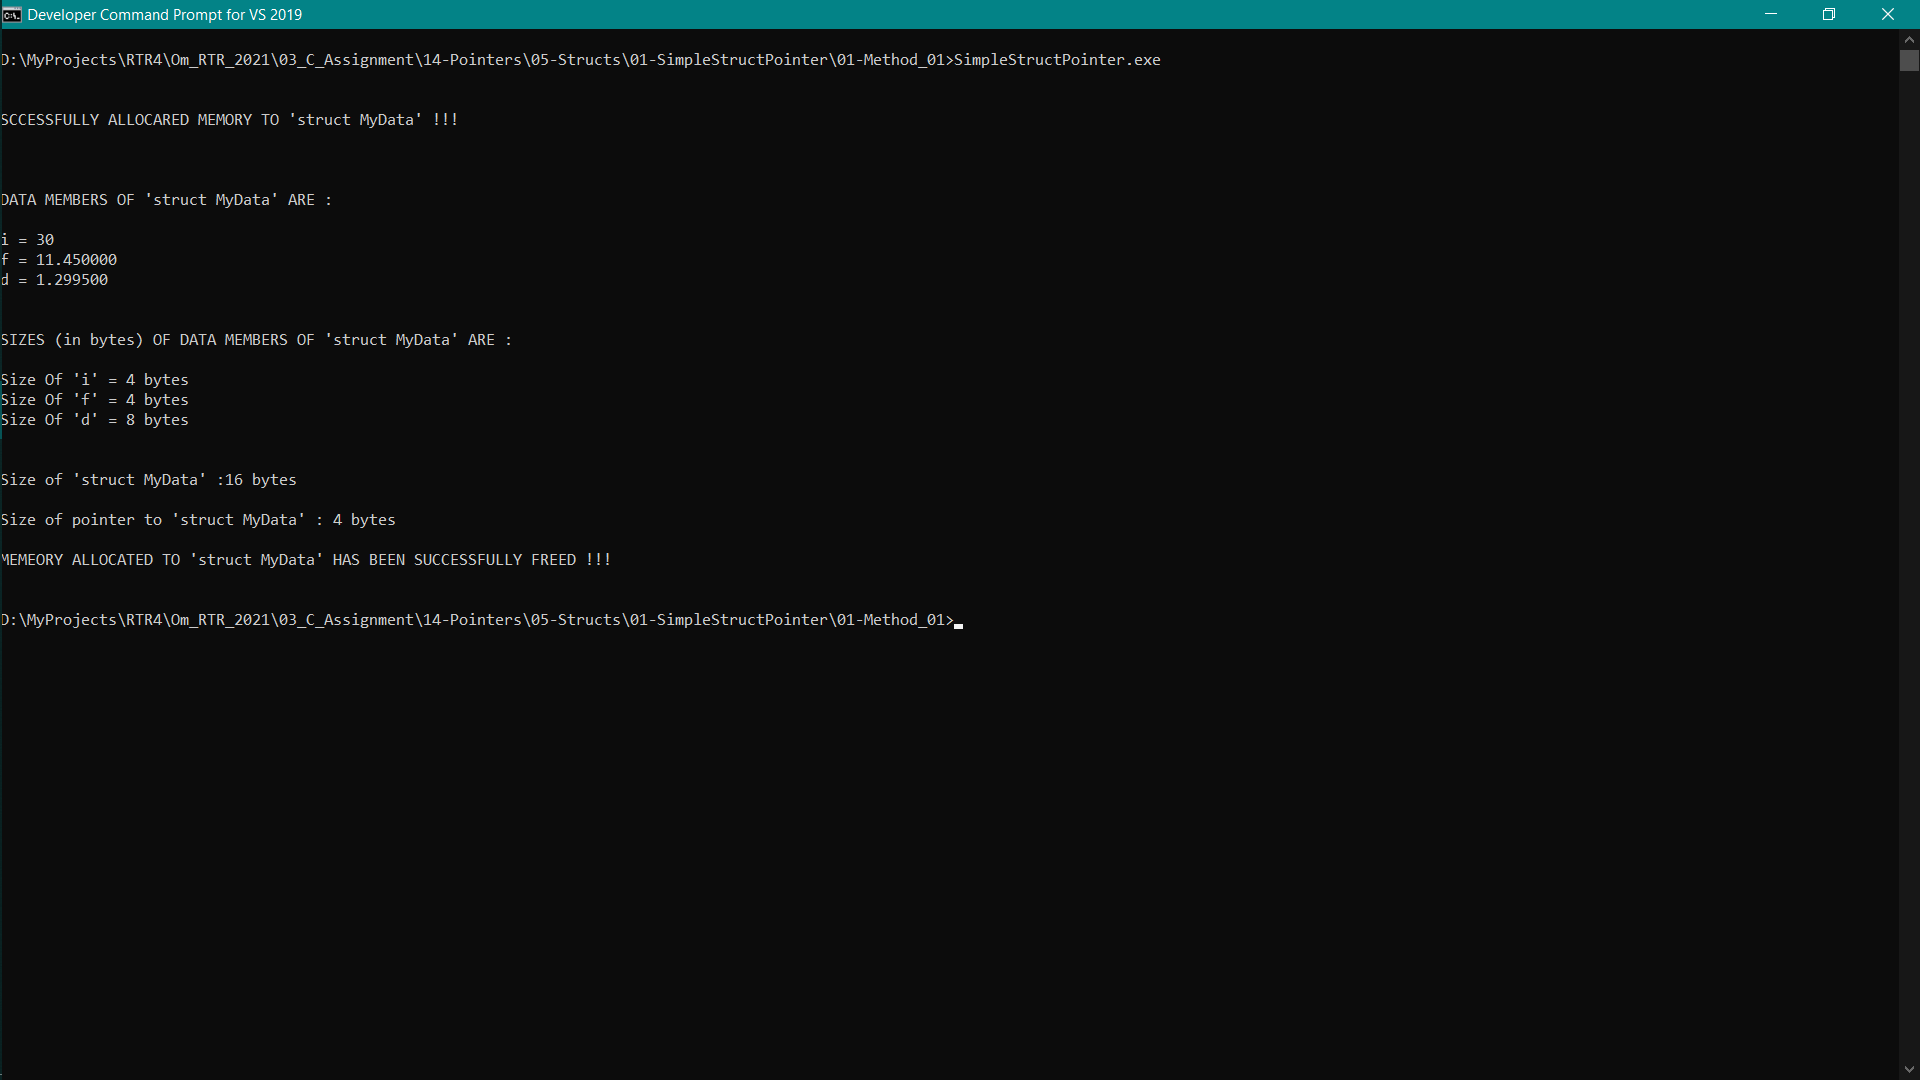 Developer Command Prompt for VS 2019
D:\MyProjects\RTR4\Om_RTR_2021\03_C_Assignment\14-Pointers\05-Structs\01-SimpleStructPointer\01-Method_01>SimpleStructPointer.exe
SCCESSFULLY ALLOCARED MEMORY TO 'struct MyData' !!!
DATA MEMBERS OF 'struct MyData' ARE :
i = 30
f = 11.450000
d = 1.299500
SIZES (in bytes) OF DATA MEMBERS OF 'struct MyData' ARE :
Size Of 'i' = 4 bytes
Size Of 'f' = 4 bytes
Size Of 'd' = 8 bytes
Size of 'struct MyData' :16 bytes
Size of pointer to 'struct MyData' : 4 bytes
MEMEORY ALLOCATED TO 'struct MyData' HAS BEEN SUCCESSFULLY FREED !!!
D:\MyProjects\RTR4\Om_RTR_2021\03_C_Assignment\14-Pointers\05-Structs\01-SimpleStructPointer\01-Method_01>